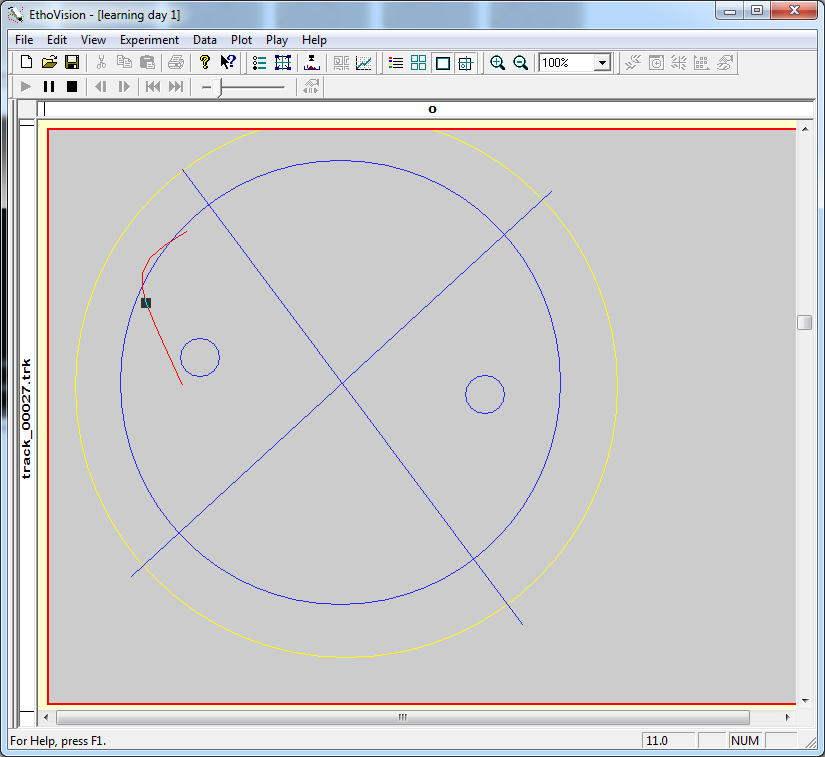 EthoVision - [learning day 1]
File Edit View Experiment Data Plot Play Help
100%
o
track_00027.trk
For Help, press F1.
11.0
NUM